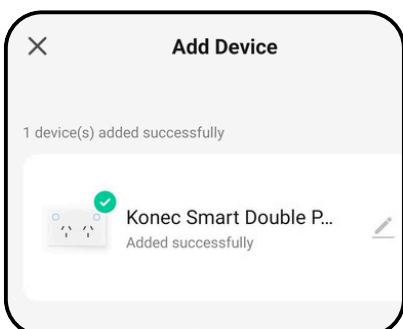 Add Device
1 device(s) added successfully
Konec Smart Double P...
Added successfully